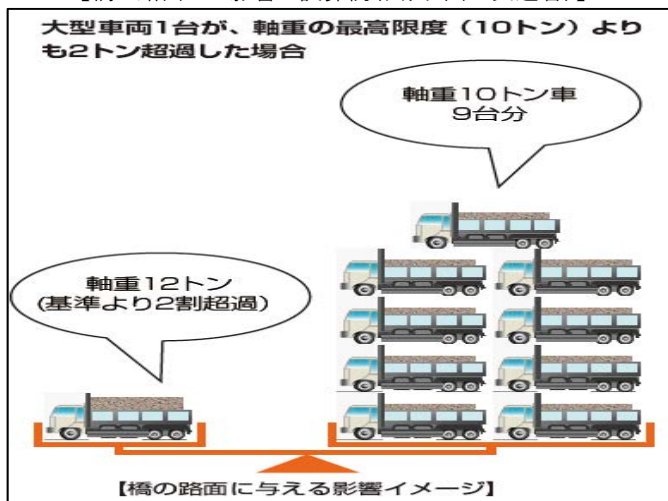 大型車両1台が、軸重の最高限度（10トン）より
も2トン超過した場合
軸重10トン車
9台分
軸重12トン
(基準より2割超過)
【橋の路面に与える影響イメージ】